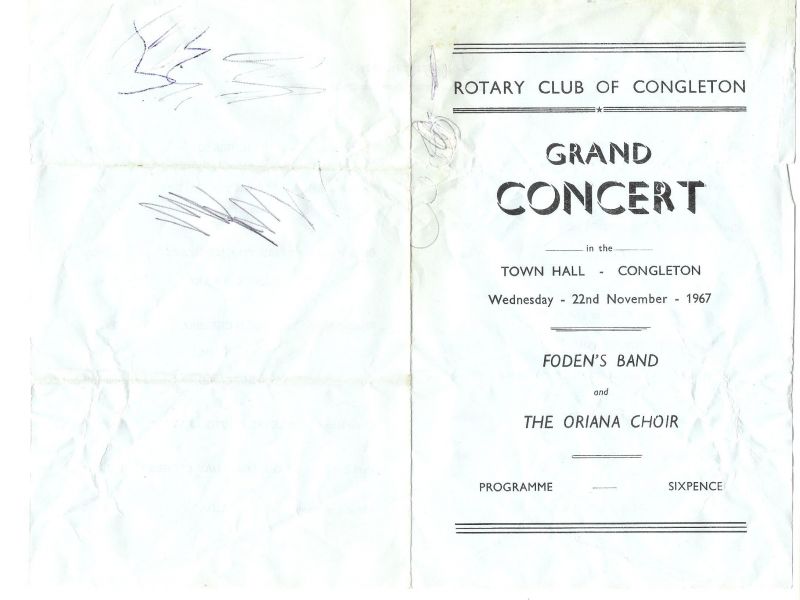 ROTARY CLUB OF CONGLETON
GRAND
CONCERT
in the
TOWN HALL - CONGLETON
Wednesday - 22nd November - 1967
FODEN'S BAND
and
THE ORIANA CHOIR
PROGRAMME — SIXPENCE